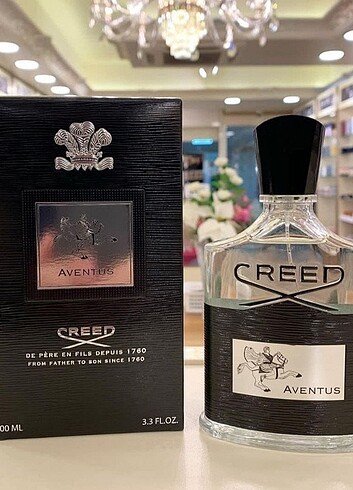 AVENTUS
CREED
DE PÈRE EN FILS DEPUIS 1760
FROM FATHER TO SON SINCE 1760
00 ML
3.3 FL.OZ.
CREED
AVENTUS